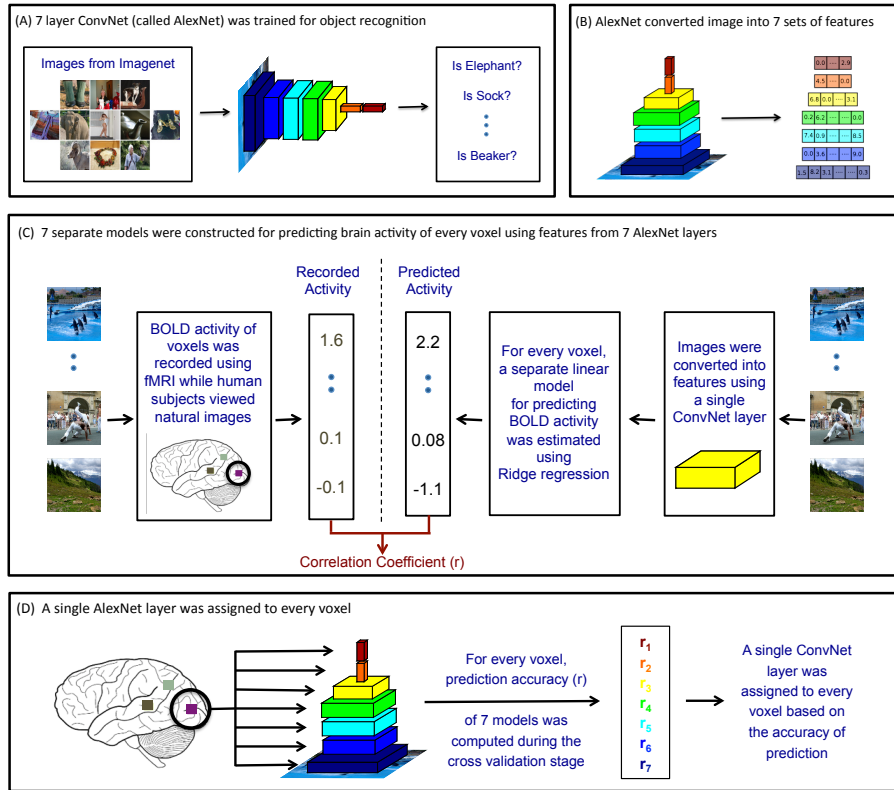 (A) 7 layer ConvNet (called AlexNet) was trained for object recognition
Images from Imagenet
Is Elephant?
Is Sock?
Is Beaker?
(B) AlexNet converted image into 7 sets of features
0.0 ---- 2.9
4.5 ---- 0.0
6.8 0.0 ---- 3.1
0.2 6.2 ---- ---- 0.0
7.4 0.9 ---- ---- 8.5
0.0 3.6 ---- ---- 9.0
1.5 8.2 3.1 ---- ---- 0.3
(C) 7 separate models were constructed for predicting brain activity of every voxel using features from 7 AlexNet layers
BOLD activity of
voxels was
recorded using
fMRI while human
subjects viewed
natural images
Recorded
Activity
1.6
0.1
-0.1
Predicted
Activity
2.2
0.08
-1.1
Correlation Coefficient (r)
For every voxel,
a separate linear
model
for predicting
BOLD activity
was estimated
using
Ridge regression
Images were
converted into
features using
a single
ConvNet layer
(D) A single AlexNet layer was assigned to every voxel
For every voxel,
prediction accuracy (r)
of 7 models was
computed during the
cross validation stage
r1
r2
r3
r4
r5
r6
r7
A single ConvNet
layer was
assigned to every
voxel based on
the accuracy of
prediction